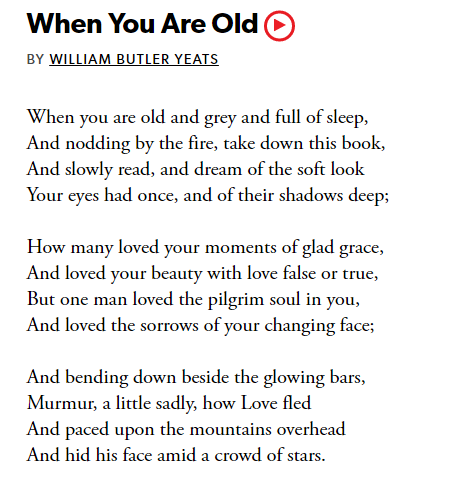 When You Are Old
BY WILLIAM BUTLER YEATS
When you are old and grey and full of sleep,
And nodding by the fire, take down this book,
And slowly read, and dream of the soft look
Your eyes had once, and of their shadows deep;
How many loved your moments of glad grace,
And loved your beauty with love false or true,
But one man loved the pilgrim soul in you,
And loved the sorrows of your changing face;
And bending down beside the glowing bars,
Murmur, a little sadly, how Love fled
And paced upon the mountains overhead
And hid his face amid a crowd of stars.